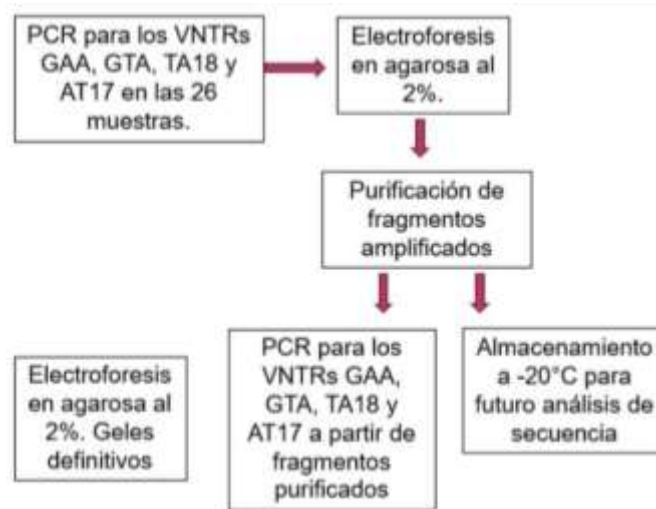 PCR para los VNTRs
GAA, GTA, TA18 y
AT17 en las 26
muestras.
Electroforesis
en agarosa al
2%.
Purificación de
fragmentos
amplificados
PCR para los
VNTRs GAA,
GTA, TA18 y
AT17 a partir de
fragmentos
purificados
Almacenamiento
a -20°C para
futuro análisis de
secuencia
Electroforesis
en agarosa al
2%. Geles
definitivos